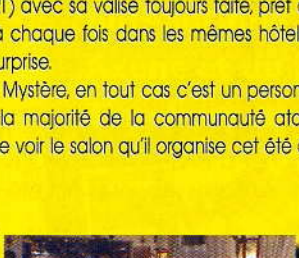 I) avec sa valise toujours faite, prêt
à chaque fois dans les mêmes hôtel
urprise.
Mystère, en tout cas c'est un person
la majorité de la communauté ata
e voir le salon qu'il organise cet été